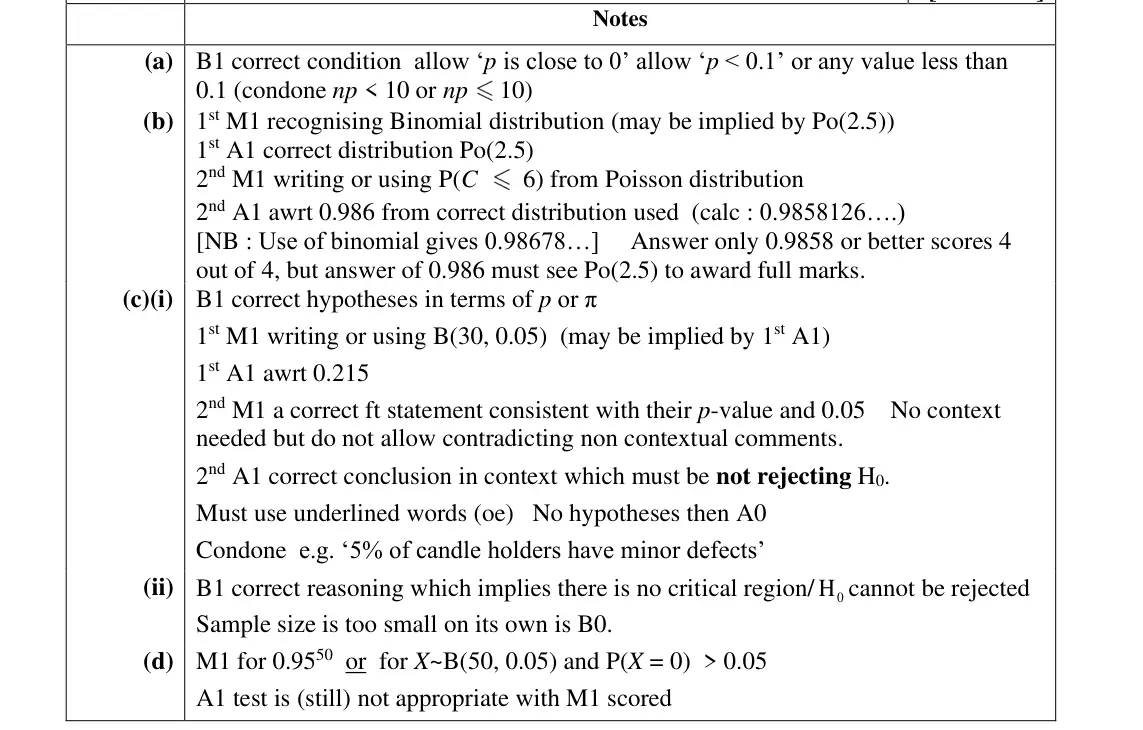 Notes
(a) B1 correct condition allow ‘p is close to 0’ allow ‘p < 0.1’ or any value less than
0.1 (condone np < 10 or np ⩽ 10)
(b) 1st M1 recognising Binomial distribution (may be implied by Po(2.5))
1st A1 correct distribution Po(2.5)
2nd M1 writing or using P(C ⩽ 6) from Poisson distribution
2nd A1 awrt 0.986 from correct distribution used (calc : 0.9858126….)
[NB : Use of binomial gives 0.98678…] Answer only 0.9858 or better scores 4
out of 4, but answer of 0.986 must see Po(2.5) to award full marks.
(c)(i) B1 correct hypotheses in terms of p or π
1st M1 writing or using B(30, 0.05) (may be implied by 1st A1)
1st A1 awrt 0.215
2nd M1 a correct ft statement consistent with their p-value and 0.05 No context
needed but do not allow contradicting non contextual comments.
2nd A1 correct conclusion in context which must be not rejecting H0.
Must use underlined words (oe) No hypotheses then A0
Condone e.g. ‘5% of candle holders have minor defects’
(ii) B1 correct reasoning which implies there is no critical region/ H0 cannot be rejected
Sample size is too small on its own is B0.
(d) M1 for 0.95^50 or for X~B(50, 0.05) and P(X = 0) > 0.05
A1 test is (still) not appropriate with M1 scored